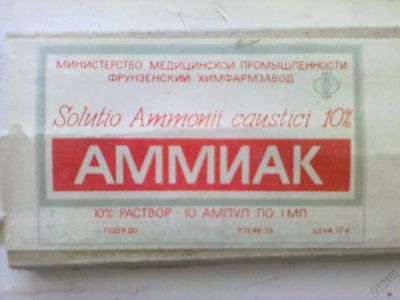 МИНИСТЕРСТВО МЕДИЦИНСКОЙ ПРОМЫШЛЕННОСТИ
ФРУНЗЕНСКИЙ ХИМФАРМЗАВОД
Solutio Ammonii caustici 10%
АММИАК
10% РАСТВОР · 10 АМПУЛ ПО 1 МЛ
ГОДЕН ДО
ЦЕНА 17 к.